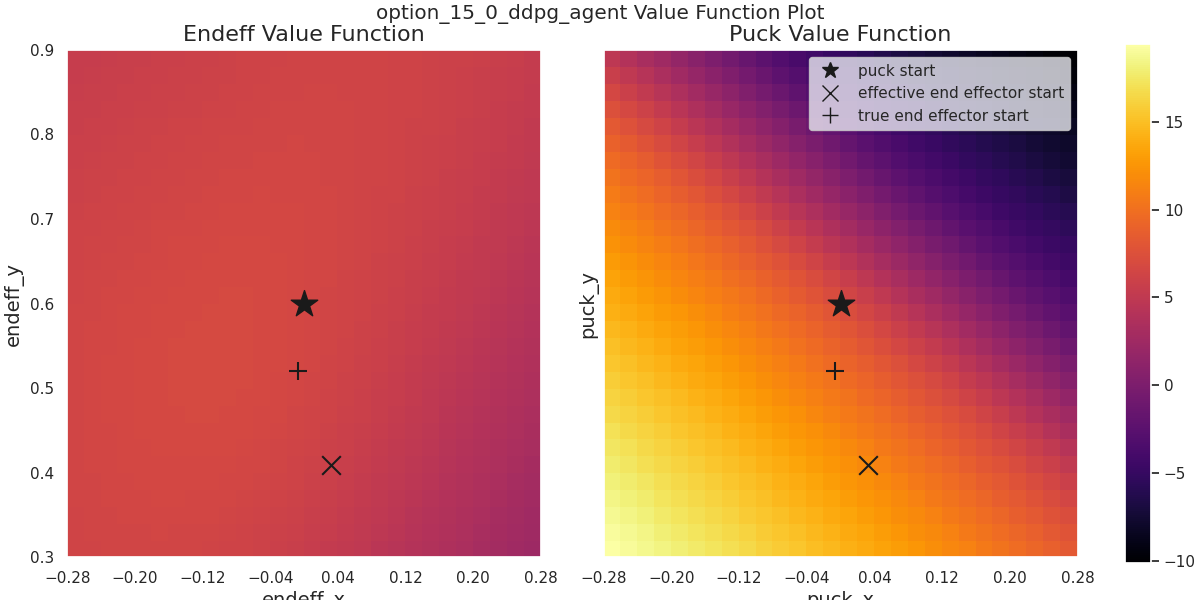 option_15_0_ddpg_agent Value Function Plot
Endeff Value Function
Puck Value Function
puck start
effective end effector start
true end effector start
endeff_y
0.9
0.8
0.7
0.6
0.5
0.4
0.3
−0.28 −0.20 −0.12 −0.04 0.04 0.12 0.20 0.28
endeff_x
puck_y
−0.28 −0.20 −0.12 −0.04 0.04 0.12 0.20 0.28
puck_x
15
10
5
0
−5
−10